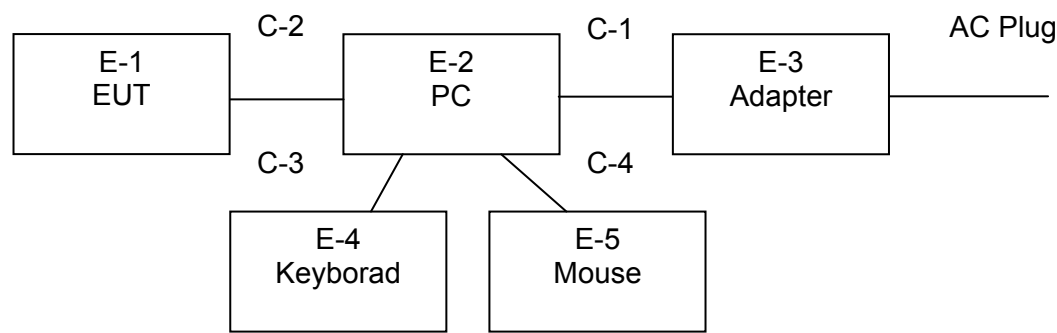 C-2
C-1
AC Plug
E-1
EUT
E-2
PC
E-3
Adapter
C-3
C-4
E-4
Keyborad
E-5
Mouse